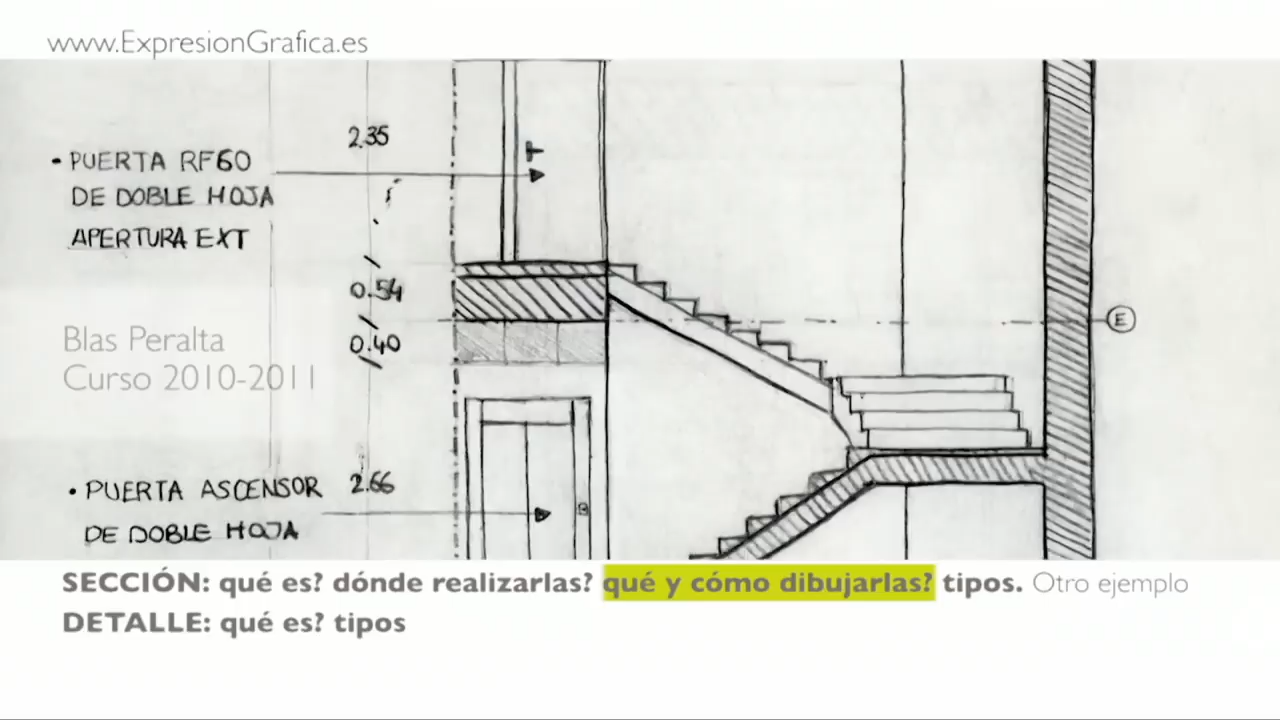 www.ExpresionGrafica.es
• PUERTA RF60
DE DOBLE HOJA
APERTURA EXT
2.35
0.54
0.40
Blas Peralta
Curso 2010-2011
E
• PUERTA ASCENSOR
DE DOBLE HOJA
2.66
SECCIÓN: qué es? dónde realizarlas? qué y cómo dibujarlas? tipos. Otro ejemplo
DETALLE: qué es? tipos